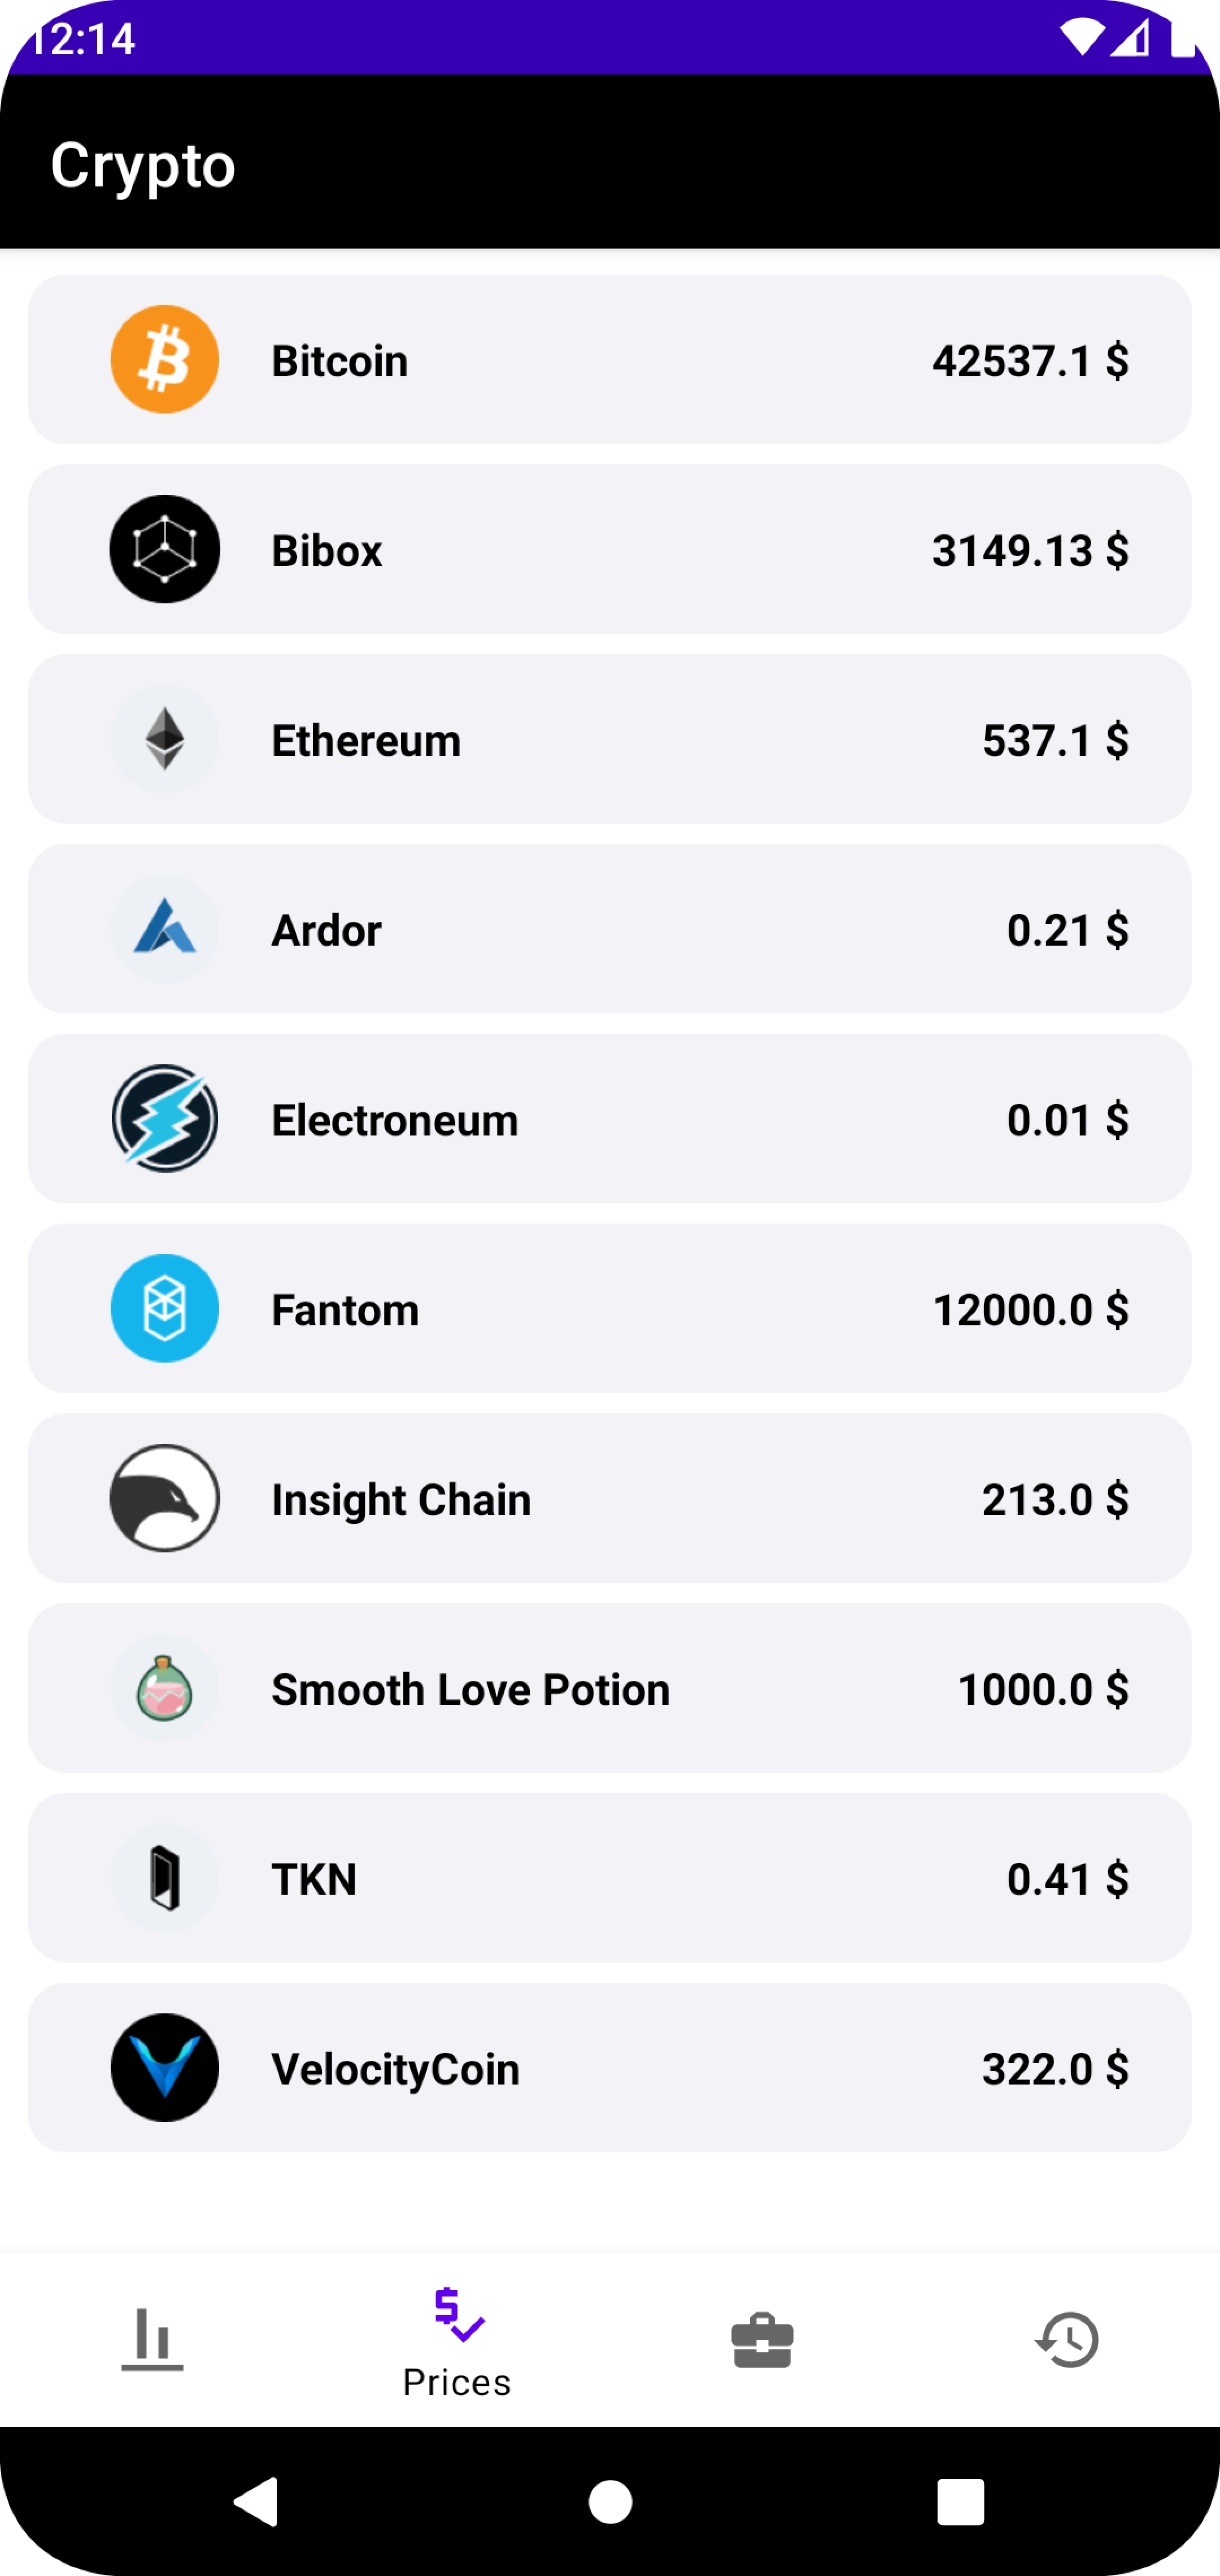 12:14
Crypto
Bitcoin 42537.1 $
Bibox 3149.13 $
Ethereum 537.1 $
Ardor 0.21 $
Electroneum 0.01 $
Fantom 12000.0 $
Insight Chain 213.0 $
Smooth Love Potion 1000.0 $
TKN 0.41 $
VelocityCoin 322.0 $
Prices